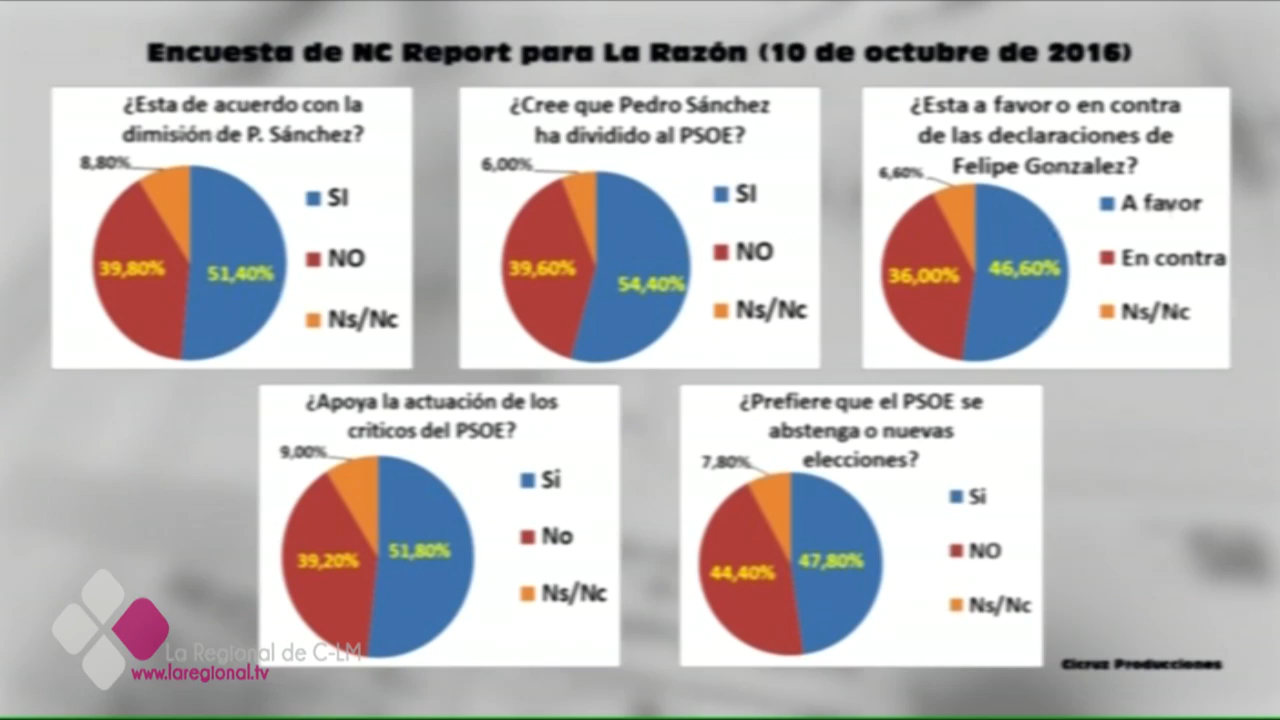 Encuesta de NC Report para La Razón (10 de octubre de 2016)
¿Esta de acuerdo con la
dimisión de P. Sánchez?
8,80%
39,80%
51,40%
SI
NO
Ns/Nc
¿Cree que Pedro Sánchez
ha dividido al PSOE?
6,00%
39,60%
54,40%
SI
NO
Ns/Nc
¿Esta a favor o en contra
de las declaraciones de
Felipe Gonzalez?
6,60%
36,00%
46,60%
A favor
En contra
Ns/Nc
¿Apoya la actuación de los
criticos del PSOE?
9,00%
39,20%
51,80%
Si
No
Ns/Nc
¿Prefiere que el PSOE se
abstenga o nuevas
elecciones?
7,80%
44,40%
47,80%
Si
NO
Ns/Nc
La Regional de C-LM
www.laregional.tv
Cicruz Producciones